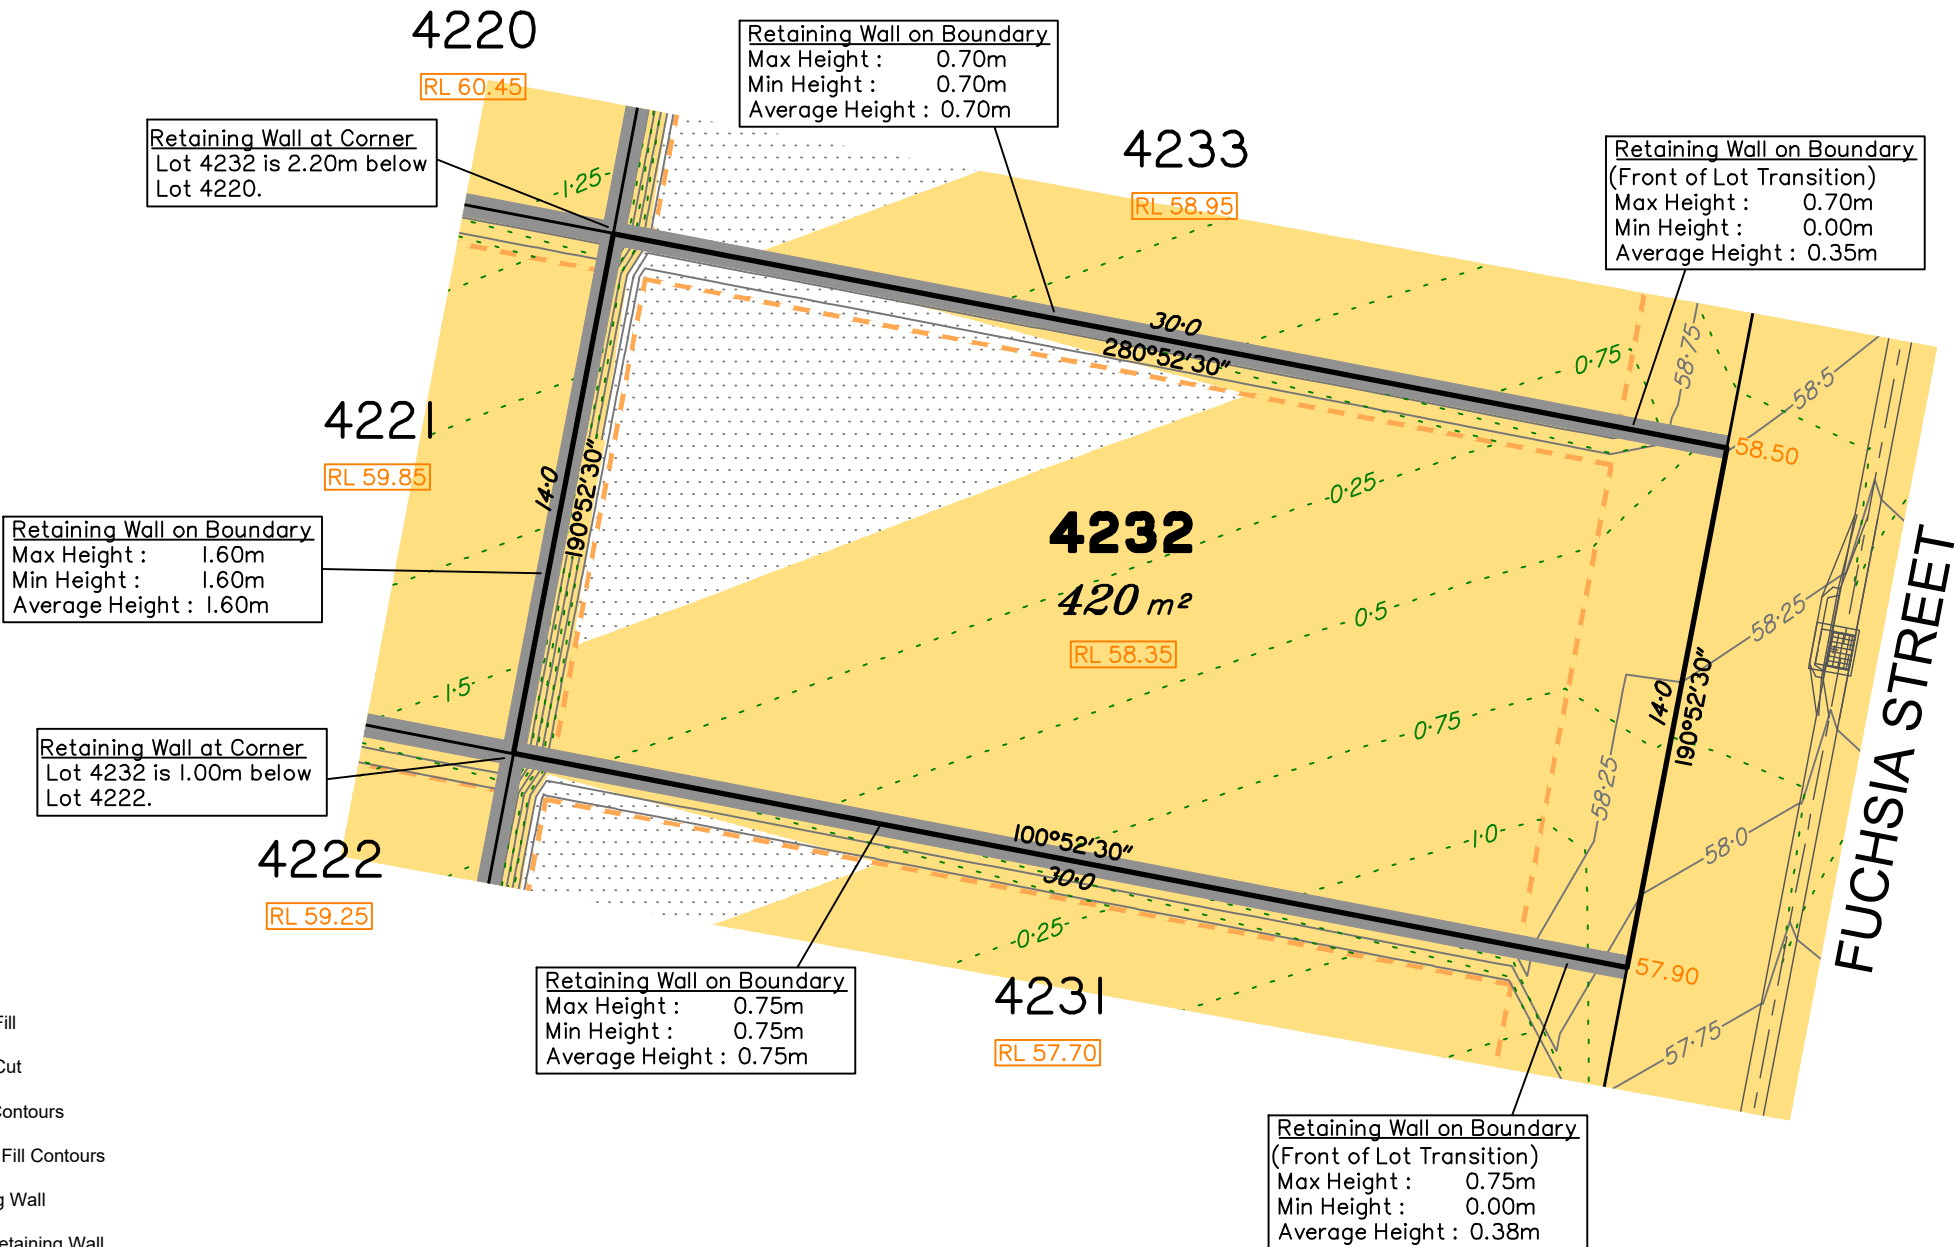 4220
RL 60.45
Retaining Wall on Boundary
Max Height : 0.70m
Min Height : 0.70m
Average Height : 0.70m
Retaining Wall at Corner
Lot 4232 is 2.20m below
Lot 4220.
4233
RL 58.95
Retaining Wall on Boundary
(Front of Lot Transition)
Max Height : 0.70m
Min Height : 0.00m
Average Height : 0.35m
-1·25-
30·0
280°52'30"
0·75
58·75
58·5
58.50
4221
RL 59.85
14·0
190°52'30"
-0·25-
4232
420 m²
RL 58.35
0·5
58·25
FUCHSIA STREET
Retaining Wall on Boundary
Max Height : 1.60m
Min Height : 1.60m
Average Height : 1.60m
-1·5-
0·75
14·0
190°52'30"
58·25
Retaining Wall at Corner
Lot 4232 is 1.00m below
Lot 4222.
4222
RL 59.25
100°52'30"
30·0
-1·0-
58·0
-0·25-
57.90
Retaining Wall on Boundary
Max Height : 0.75m
Min Height : 0.75m
Average Height : 0.75m
4231
RL 57.70
57·75
Retaining Wall on Boundary
(Front of Lot Transition)
Max Height : 0.75m
Min Height : 0.00m
Average Height : 0.38m
Fill
Cut
Contours
Fill Contours
Wall
Retaining Wall